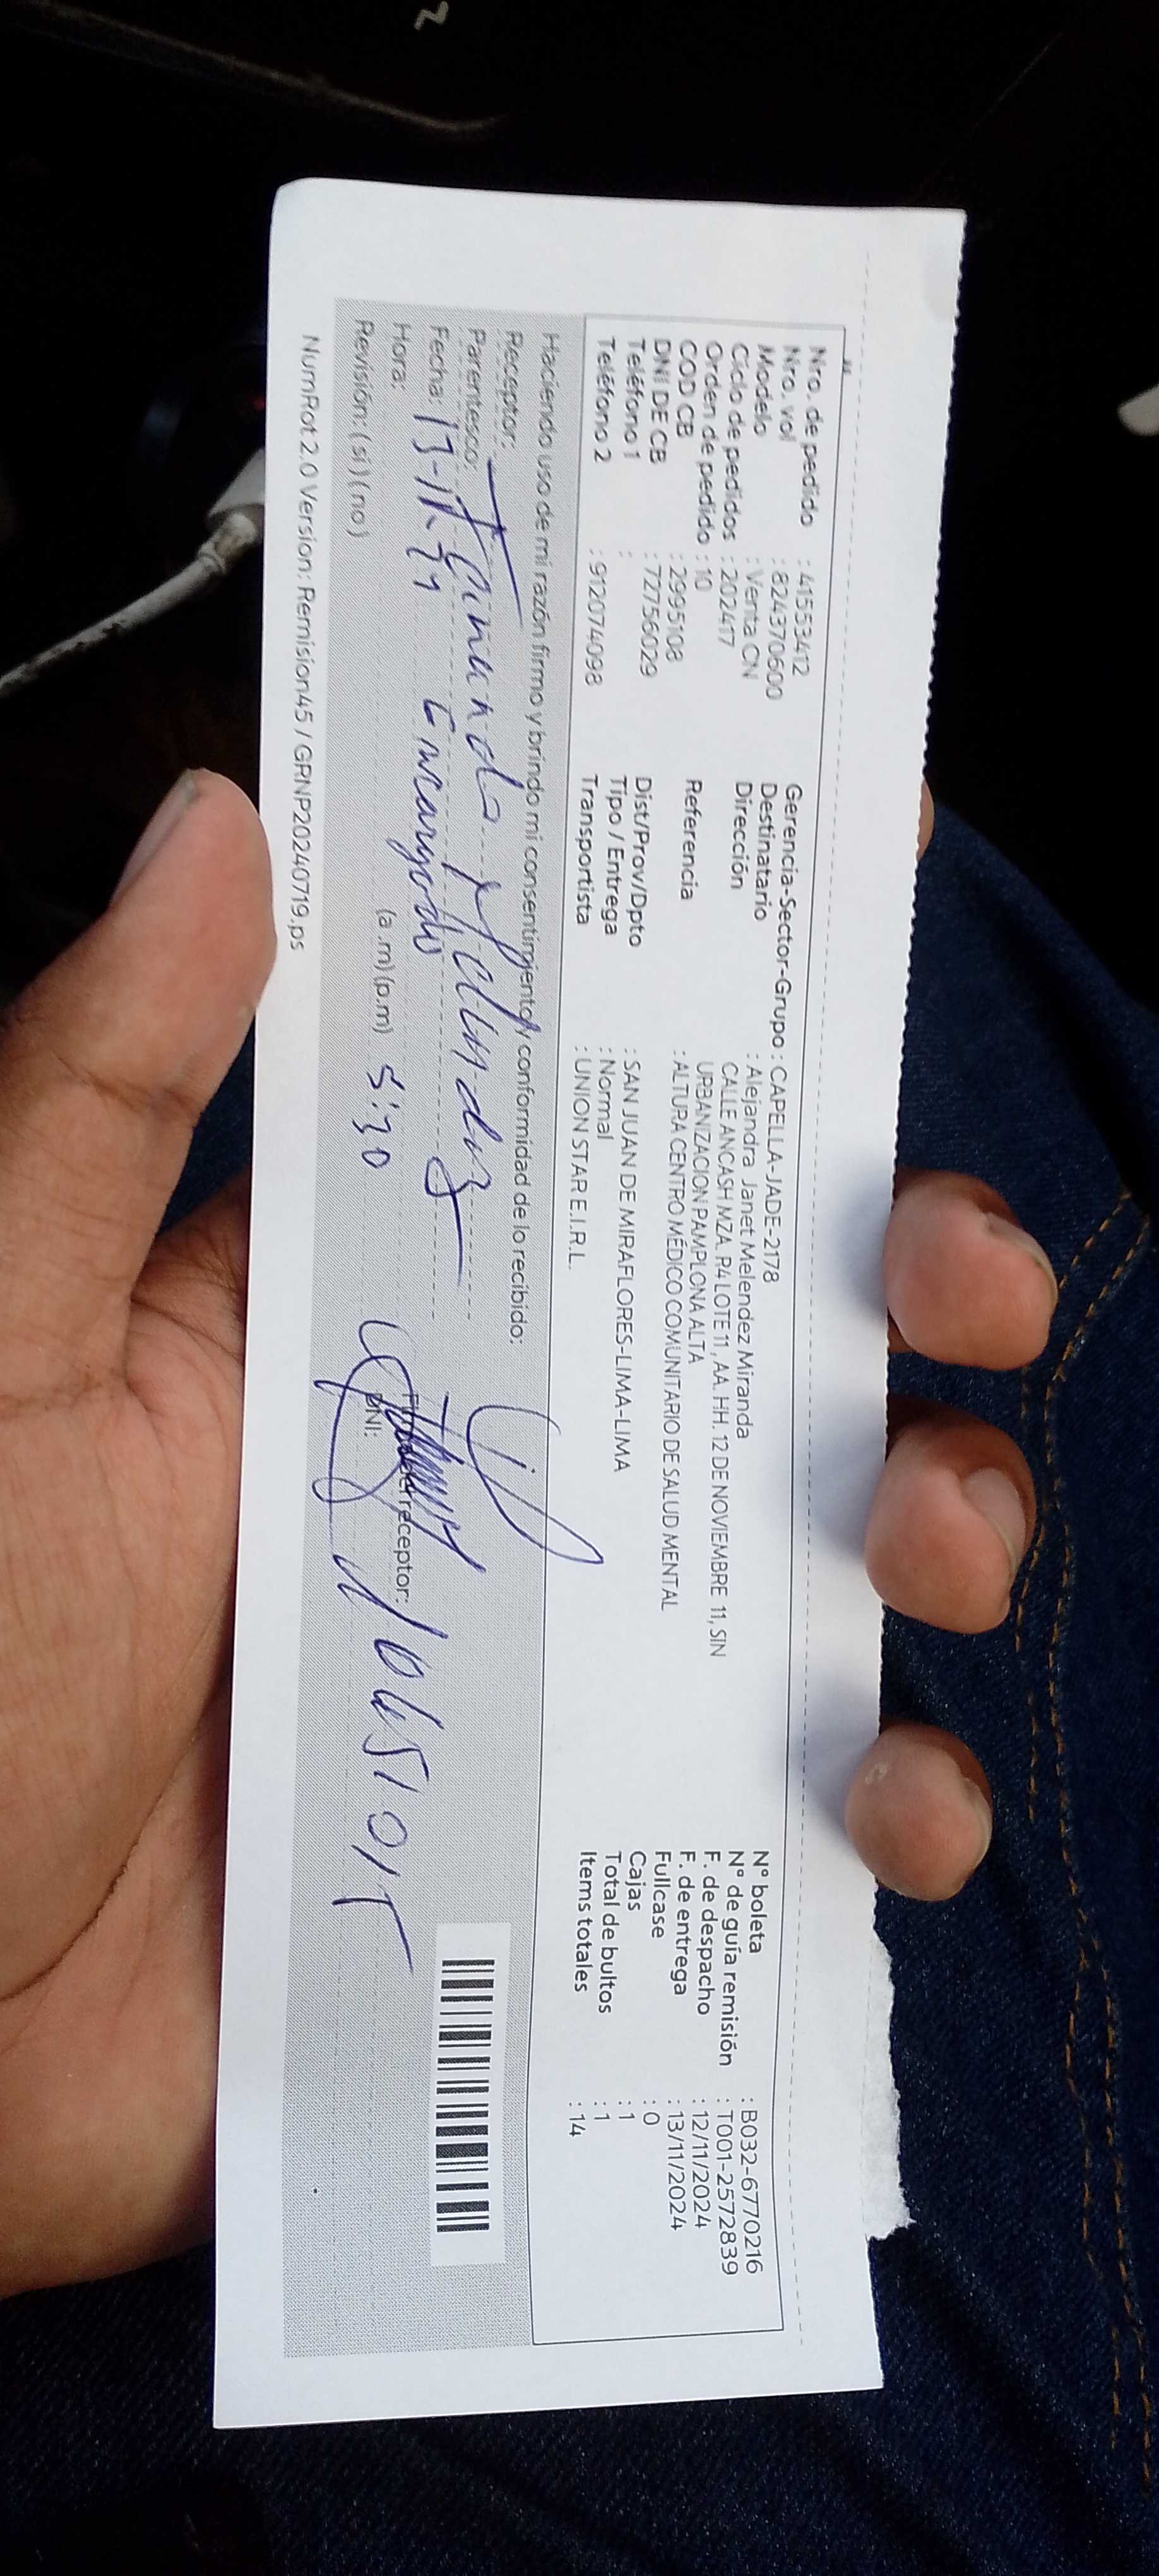 Nro. de pedido : 41553412
Nro. vol : 824370600
Modelo : Venta CN
Ciclo de pedidos : 202417
Orden de pedido : 10
COD CB : 2995108
DNI DE CB : 72756029
Teléfono 1 :
Teléfono 2 : 912074098
Gerencia-Sector-Grupo : CAPELLA-JADE-2178
Destinatario : Alejandra Janet Melendez Miranda
Dirección CALLE ANCASH MZA. R4 LOTE 11, AA. HH. 12 DE NOVIEMBRE 11, SIN
URBANIZACION PAMPLONA ALTA
Referencia : ALTURA CENTRO MÉDICO COMUNITARIO DE SALUD MENTAL
Dist/Prov/Dpto : SAN JUAN DE MIRAFLORES-LIMA-LIMA
Tipo / Entrega : Normal
Transportista : UNION STAR E.I.R.L.
N° boleta : B032-6770216
N° de guía remisión : T001-2572839
F. de despacho : 12/11/2024
F. de entrega : 13/11/2024
Fullcase : 0
Cajas : 1
Total de bultos : 1
Items totales : 14
Haciendo uso de mi razón firmo y brindo mi consentimiento y conformidad de lo recibido:
Receptor:
Parentesco:
Fecha: Encargado
Hora: (a.m) (p.m) 5:30
Revisión: (si) (no)
Firma del receptor:
DNI:
NumRot 2.0 Version: Remision45 / GRNP20240719.ps